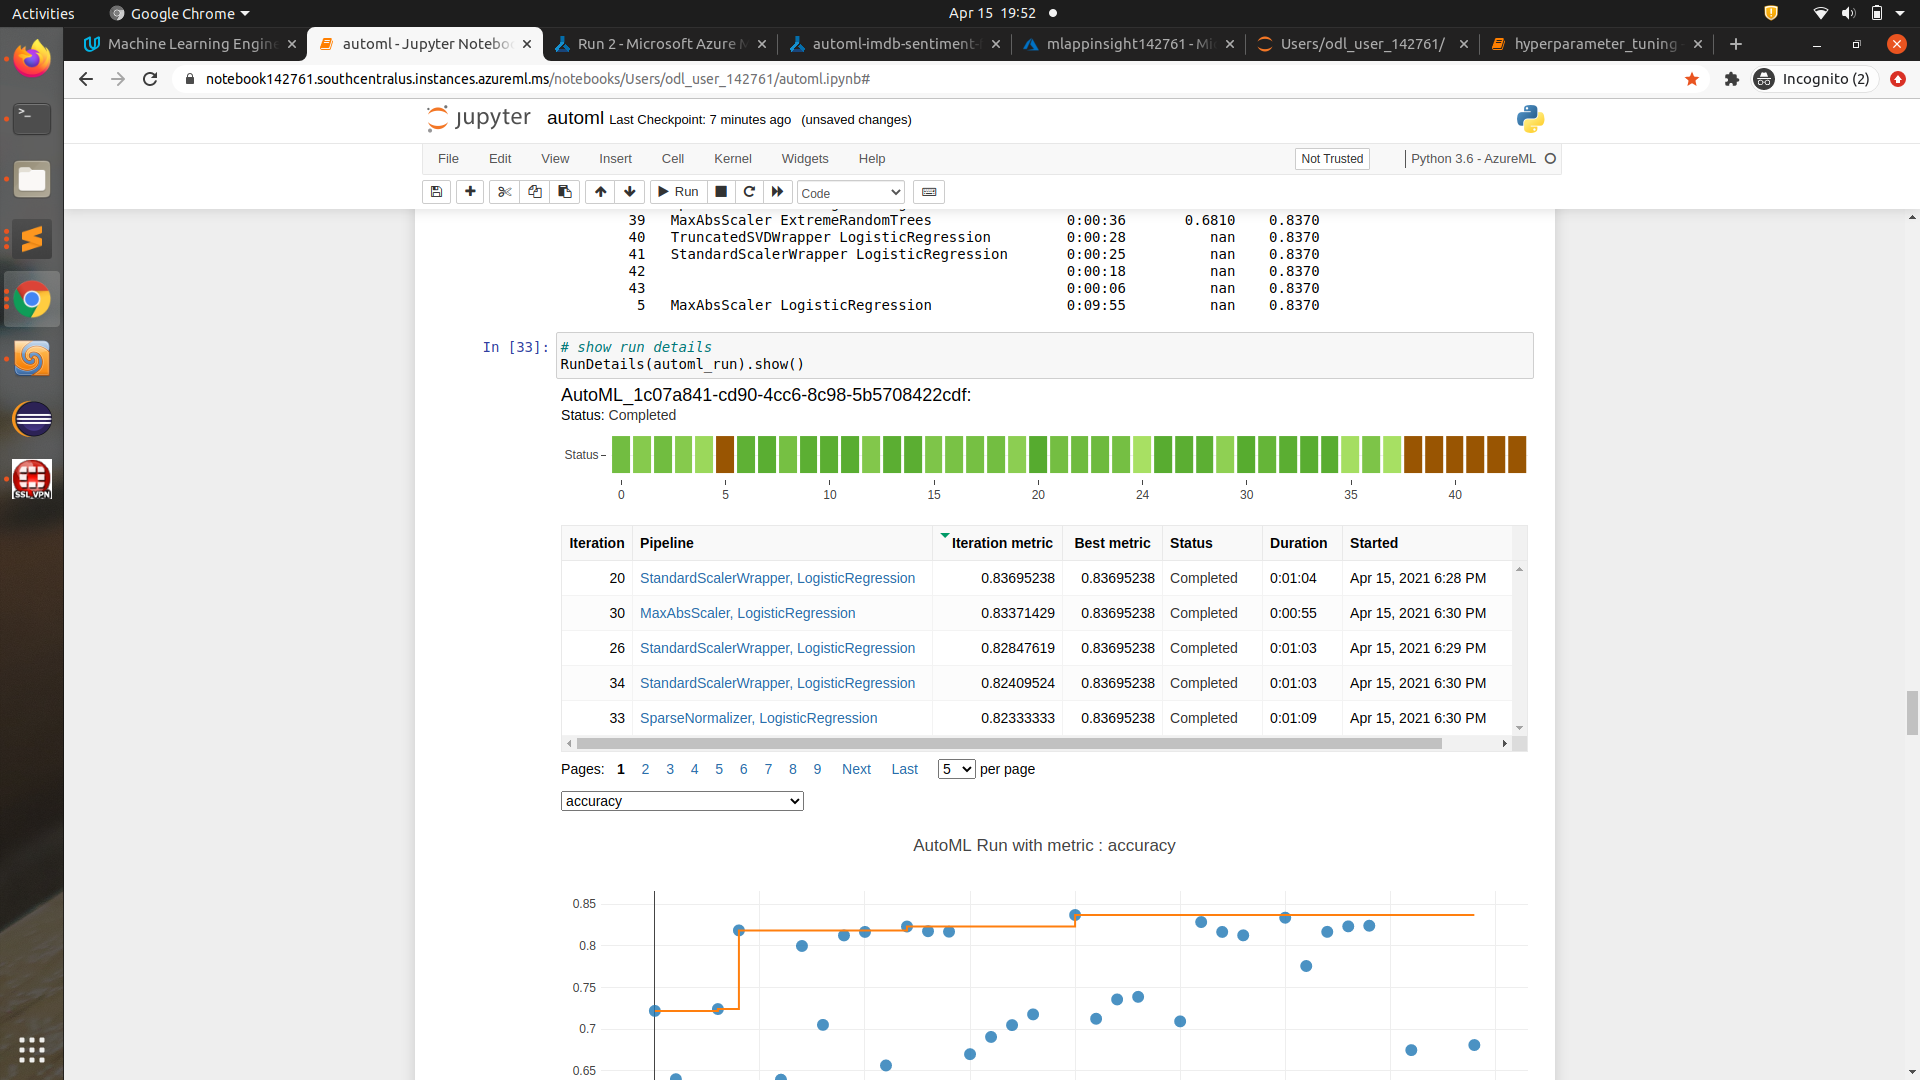 Activities Google Chrome Apr 15 19:52
Machine Learning Engine automl - Jupyter Notebo Run 2 - Microsoft Azure M automl-imdb-sentiment- mlappinsight142761 - Mi Users/odl_user_142761/ hyperparameter_tuning
notebook142761.southcentralus.instances.azureml.ms/notebooks/Users/odl_user_142761/automl.ipynb# Incognito (2)
jupyter automl Last Checkpoint: 7 minutes ago (unsaved changes)
File Edit View Insert Cell Kernel Widgets Help Not Trusted Python 3.6 - AzureML
Run Code
39 MaxAbsScaler ExtremeRandomTrees 0:00:36 0.6810 0.8370
40 TruncatedSVDWrapper LogisticRegression 0:00:28 nan 0.8370
41 StandardScalerWrapper LogisticRegression 0:00:25 nan 0.8370
42 0:00:18 nan 0.8370
43 0:00:06 nan 0.8370
5 MaxAbsScaler LogisticRegression 0:09:55 nan 0.8370
In [33]: # show run details
RunDetails(automl_run).show()
AutoML_1c07a841-cd90-4cc6-8c98-5b5708422cdf:
Status: Completed
Status
0 5 10 15 20 24 30 35 40
Iteration Pipeline Iteration metric Best metric Status Duration Started
20 StandardScalerWrapper, LogisticRegression 0.83695238 0.83695238 Completed 0:01:04 Apr 15, 2021 6:28 PM
30 MaxAbsScaler, LogisticRegression 0.83371429 0.83695238 Completed 0:00:55 Apr 15, 2021 6:30 PM
26 StandardScalerWrapper, LogisticRegression 0.82847619 0.83695238 Completed 0:01:03 Apr 15, 2021 6:29 PM
34 StandardScalerWrapper, LogisticRegression 0.82409524 0.83695238 Completed 0:01:03 Apr 15, 2021 6:30 PM
33 SparseNormalizer, LogisticRegression 0.82333333 0.83695238 Completed 0:01:09 Apr 15, 2021 6:30 PM
Pages: 1 2 3 4 5 6 7 8 9 Next Last 5 per page
accuracy
AutoML Run with metric : accuracy
0.85
0.8
0.75
0.7
0.65
SSL VPN